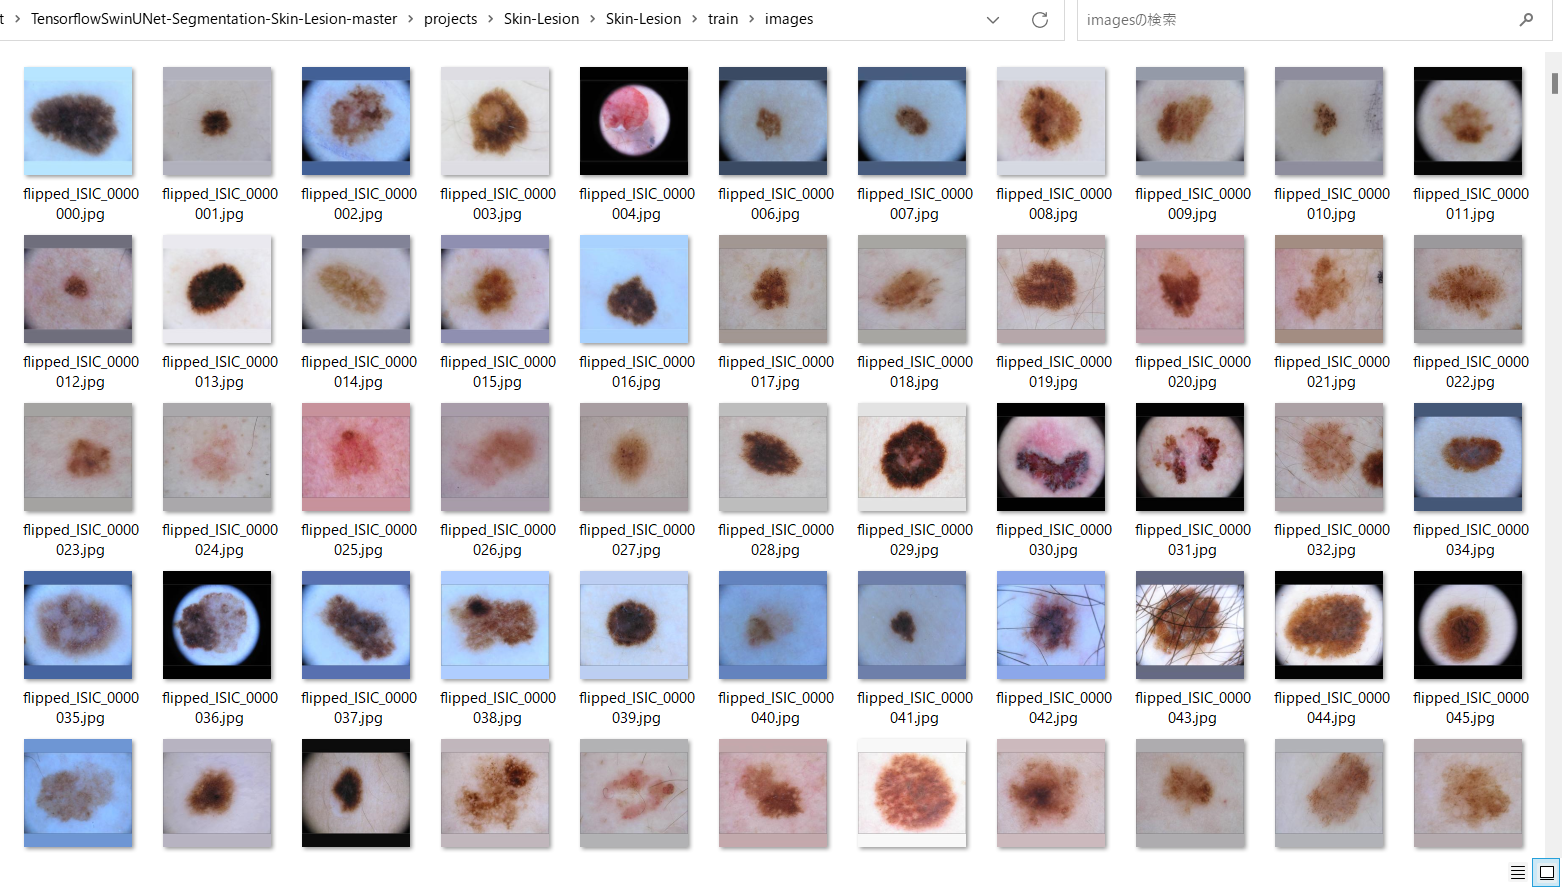 t > TensorflowSwinUNet-Segmentation-Skin-Lesion-master > projects > Skin-Lesion > Skin-Lesion > train > images
imagesの検索
flipped_ISIC_0000 flipped_ISIC_0000 flipped_ISIC_0000 flipped_ISIC_0000 flipped_ISIC_0000 flipped_ISIC_0000 flipped_ISIC_0000 flipped_ISIC_0000 flipped_ISIC_0000 flipped_ISIC_0000 flipped_ISIC_0000
000.jpg 001.jpg 002.jpg 003.jpg 004.jpg 006.jpg 007.jpg 008.jpg 009.jpg 010.jpg 011.jpg
flipped_ISIC_0000 flipped_ISIC_0000 flipped_ISIC_0000 flipped_ISIC_0000 flipped_ISIC_0000 flipped_ISIC_0000 flipped_ISIC_0000 flipped_ISIC_0000 flipped_ISIC_0000 flipped_ISIC_0000 flipped_ISIC_0000
012.jpg 013.jpg 014.jpg 015.jpg 016.jpg 017.jpg 018.jpg 019.jpg 020.jpg 021.jpg 022.jpg
flipped_ISIC_0000 flipped_ISIC_0000 flipped_ISIC_0000 flipped_ISIC_0000 flipped_ISIC_0000 flipped_ISIC_0000 flipped_ISIC_0000 flipped_ISIC_0000 flipped_ISIC_0000 flipped_ISIC_0000 flipped_ISIC_0000
023.jpg 024.jpg 025.jpg 026.jpg 027.jpg 028.jpg 029.jpg 030.jpg 031.jpg 032.jpg 034.jpg
flipped_ISIC_0000 flipped_ISIC_0000 flipped_ISIC_0000 flipped_ISIC_0000 flipped_ISIC_0000 flipped_ISIC_0000 flipped_ISIC_0000 flipped_ISIC_0000 flipped_ISIC_0000 flipped_ISIC_0000 flipped_ISIC_0000
035.jpg 036.jpg 037.jpg 038.jpg 039.jpg 040.jpg 041.jpg 042.jpg 043.jpg 044.jpg 045.jpg